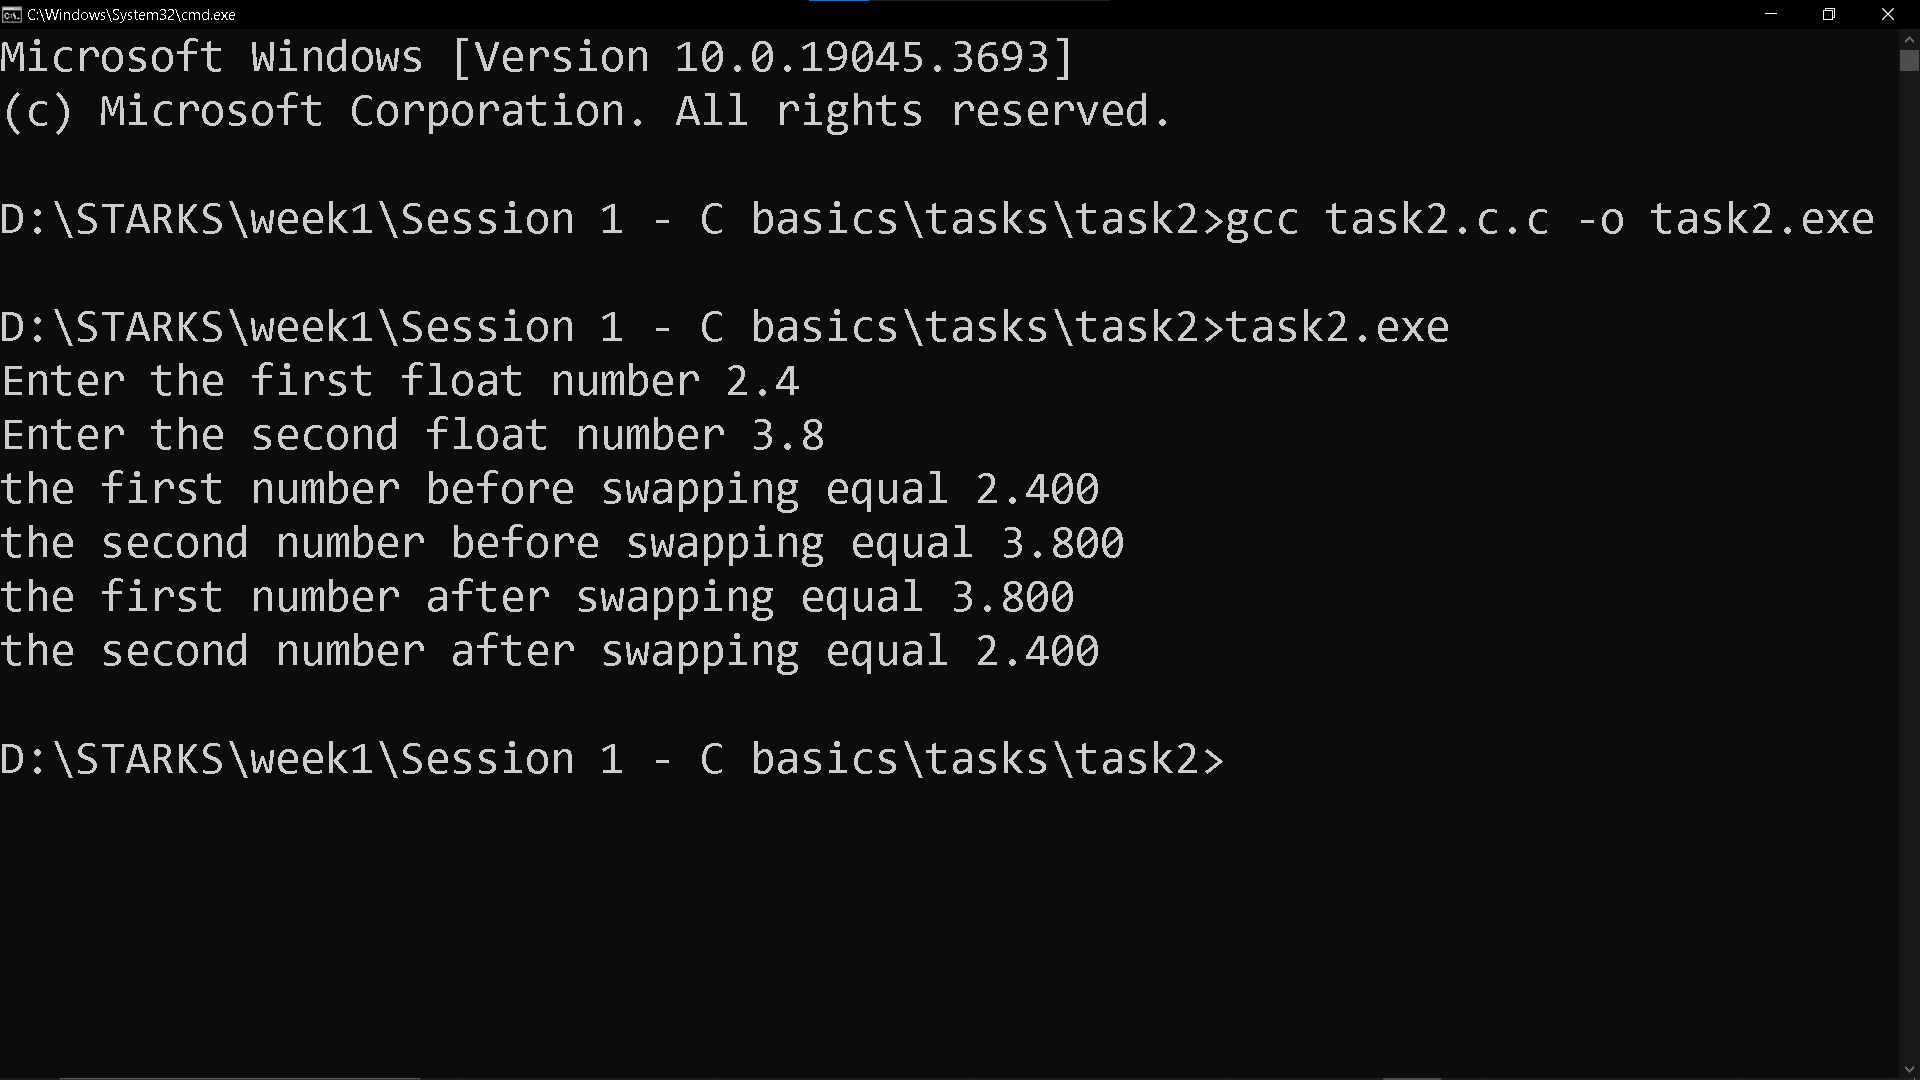 C:\Windows\System32\cmd.exe
Microsoft Windows [Version 10.0.19045.3693]
(c) Microsoft Corporation. All rights reserved.
D:\STARKS\week1\Session 1 - C basics\tasks\task2>gcc task2.c.c -o task2.exe
D:\STARKS\week1\Session 1 - C basics\tasks\task2>task2.exe
Enter the first float number 2.4
Enter the second float number 3.8
the first number before swapping equal 2.400
the second number before swapping equal 3.800
the first number after swapping equal 3.800
the second number after swapping equal 2.400
D:\STARKS\week1\Session 1 - C basics\tasks\task2>